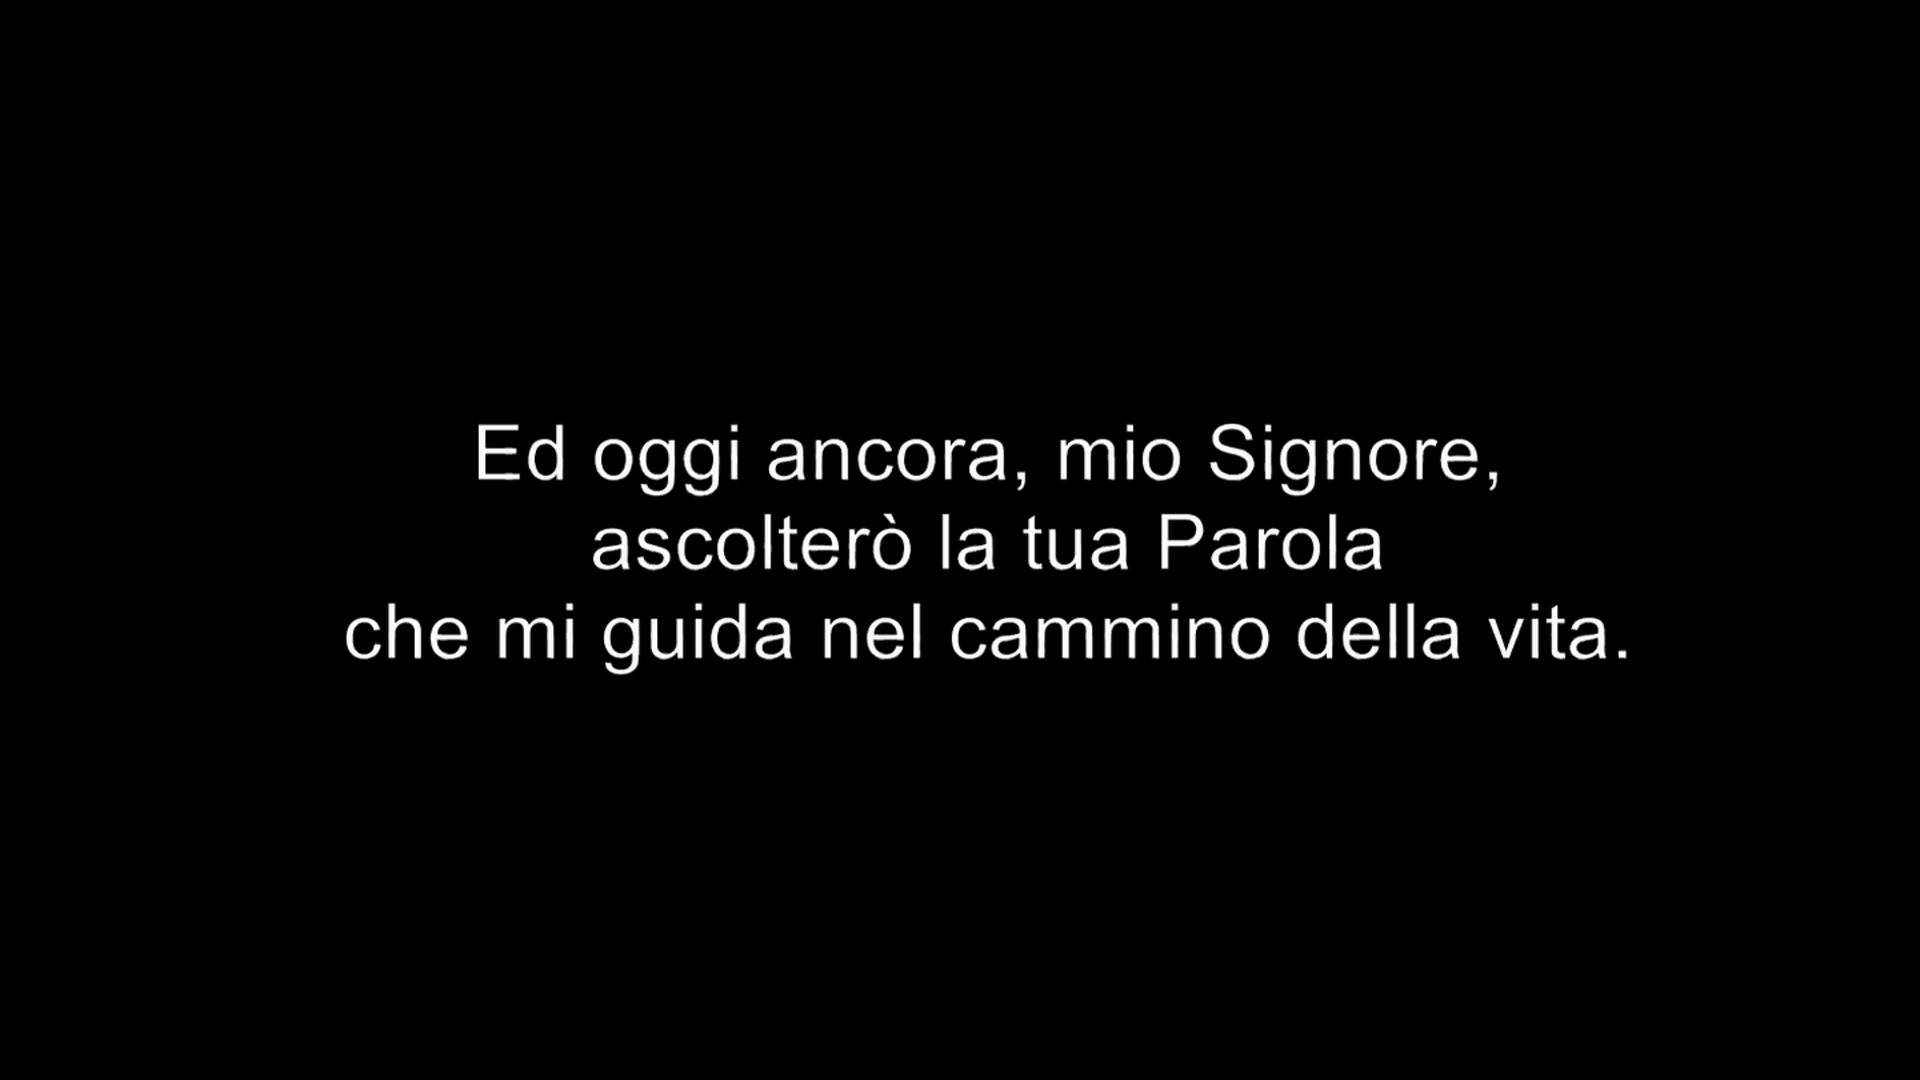 Ed oggi ancora, mio Signore,
ascolterò la tua Parola
che mi guida nel cammino della vita.